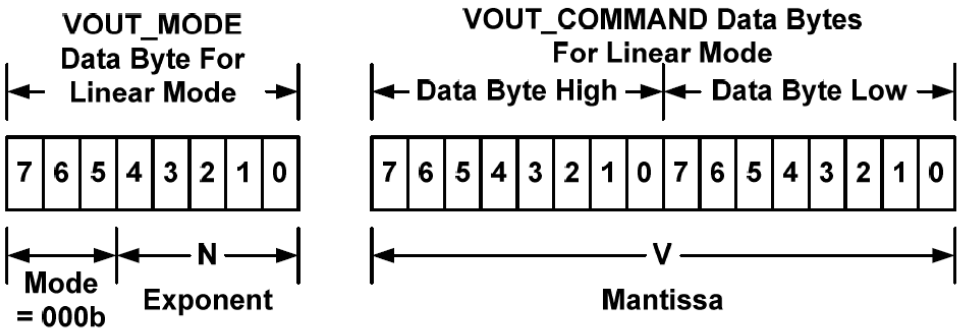 VOUT_MODE
Data Byte For
Linear Mode
VOUT_COMMAND Data Bytes
For Linear Mode
Data Byte High
Data Byte Low
7 6 5 4 3 2 1 0
7 6 5 4 3 2 1 0 7 6 5 4 3 2 1 0
N
Mode
= 000b
Exponent
V
Mantissa